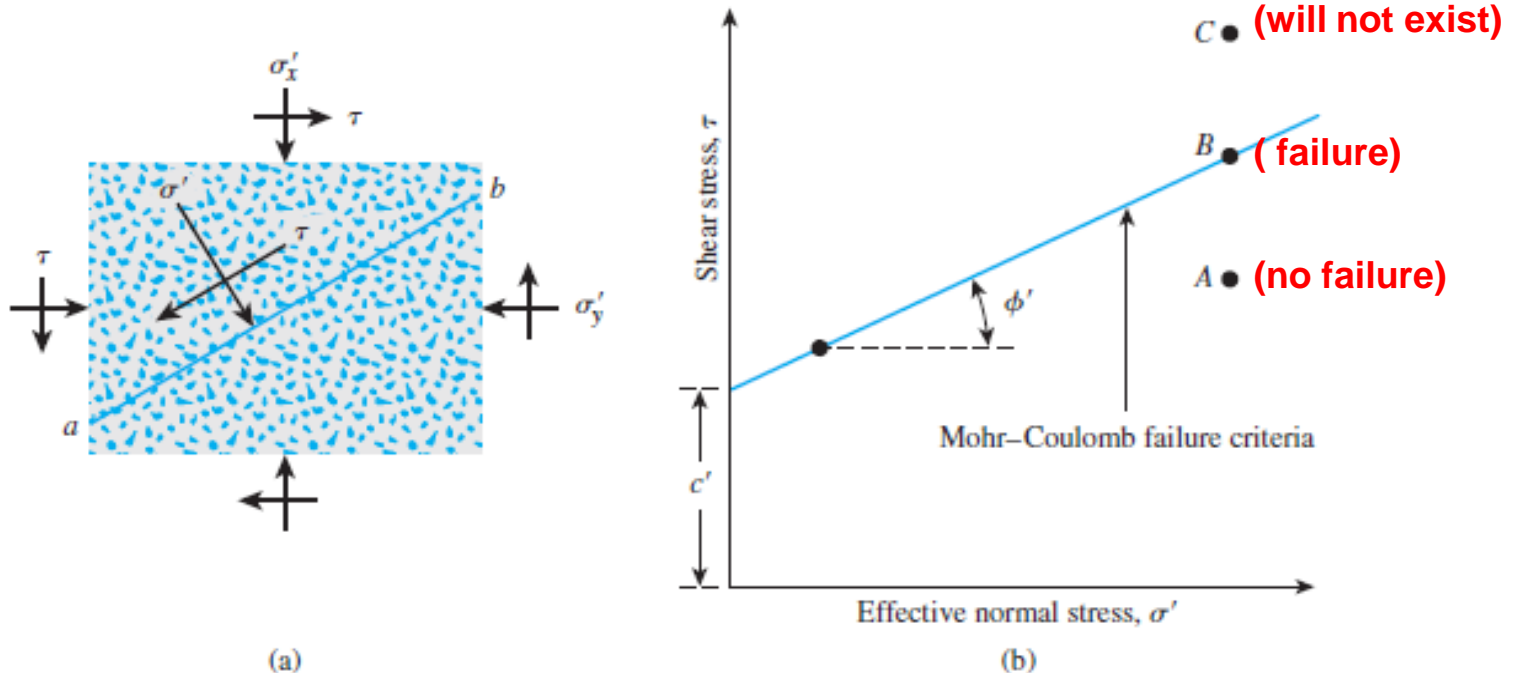 σ′x
τ
σ′
b
τ
τ
σ′y
a
(a)
C (will not exist)
B ( failure)
A (no failure)
Shear stress, τ
ϕ′
Mohr–Coulomb failure criteria
c′
Effective normal stress, σ′
(b)